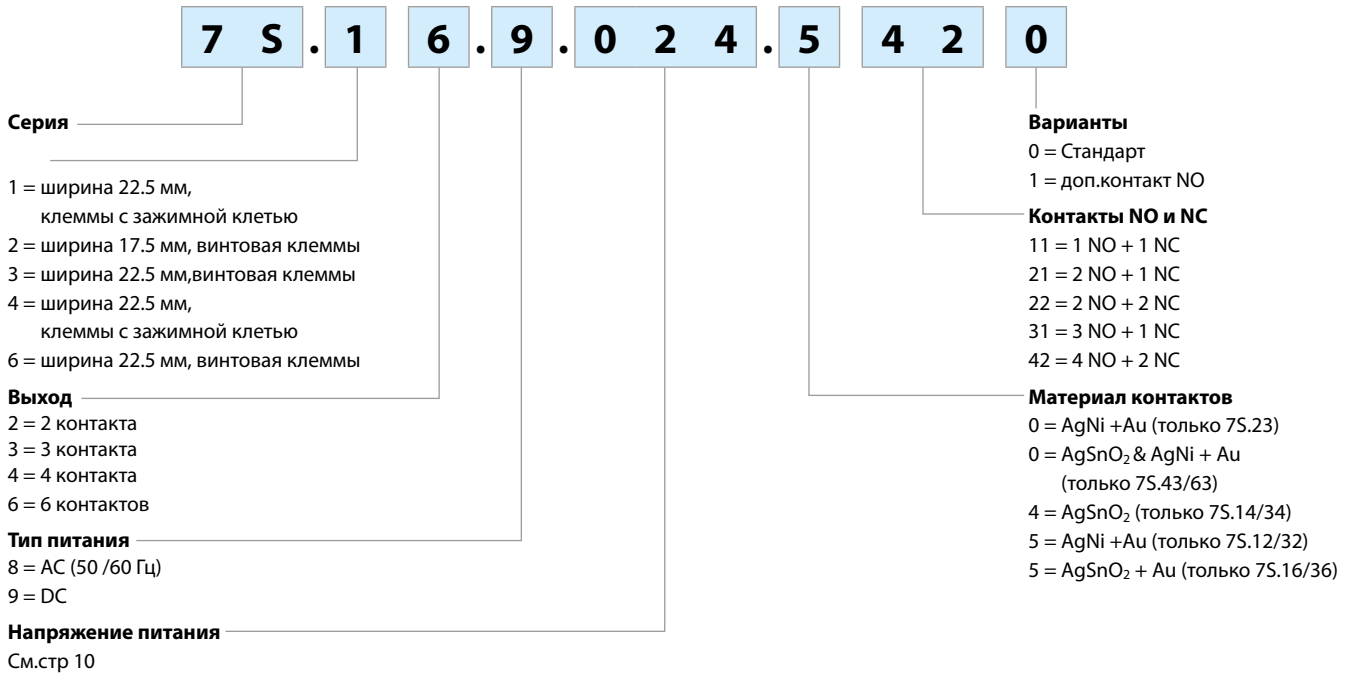 7 S . 1 6 . 9 . 0 2 4 . 5 4 2 0
Серия
1 = ширина 22.5 мм,
клеммы с зажимной клетью
2 = ширина 17.5 мм, винтовая клеммы
3 = ширина 22.5 мм,винтовая клеммы
4 = ширина 22.5 мм,
клеммы с зажимной клетью
6 = ширина 22.5 мм, винтовая клеммы
Выход
2 = 2 контакта
3 = 3 контакта
4 = 4 контакта
6 = 6 контактов
Тип питания
8 = AC (50 /60 Гц)
9 = DC
Напряжение питания
См.стр 10
Варианты
0 = Стандарт
1 = доп.контакт NO
Контакты NO и NC
11 = 1 NO + 1 NC
21 = 2 NO + 1 NC
22 = 2 NO + 2 NC
31 = 3 NO + 1 NC
42 = 4 NO + 2 NC
Материал контактов
0 = AgNi +Au (только 7S.23)
0 = AgSnO₂ & AgNi + Au
(только 7S.43/63)
4 = AgSnO₂ (только 7S.14/34)
5 = AgNi +Au (только 7S.12/32)
5 = AgSnO₂ + Au (только 7S.16/36)